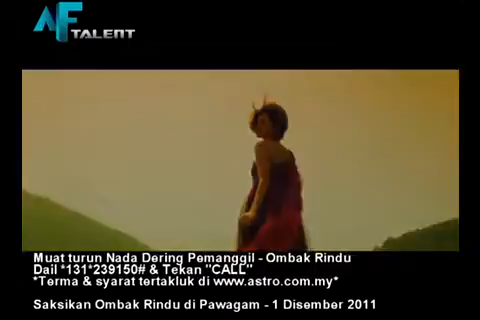 AF
TALENT
Muat turun Nada Dering Pemanggil - Ombak Rindu
Dail *131*239150# & Tekan "CALL"
*Terma & syarat tertakluk di www.astro.com.my*
Saksikan Ombak Rindu di Pawagam - 1 Disember 2011